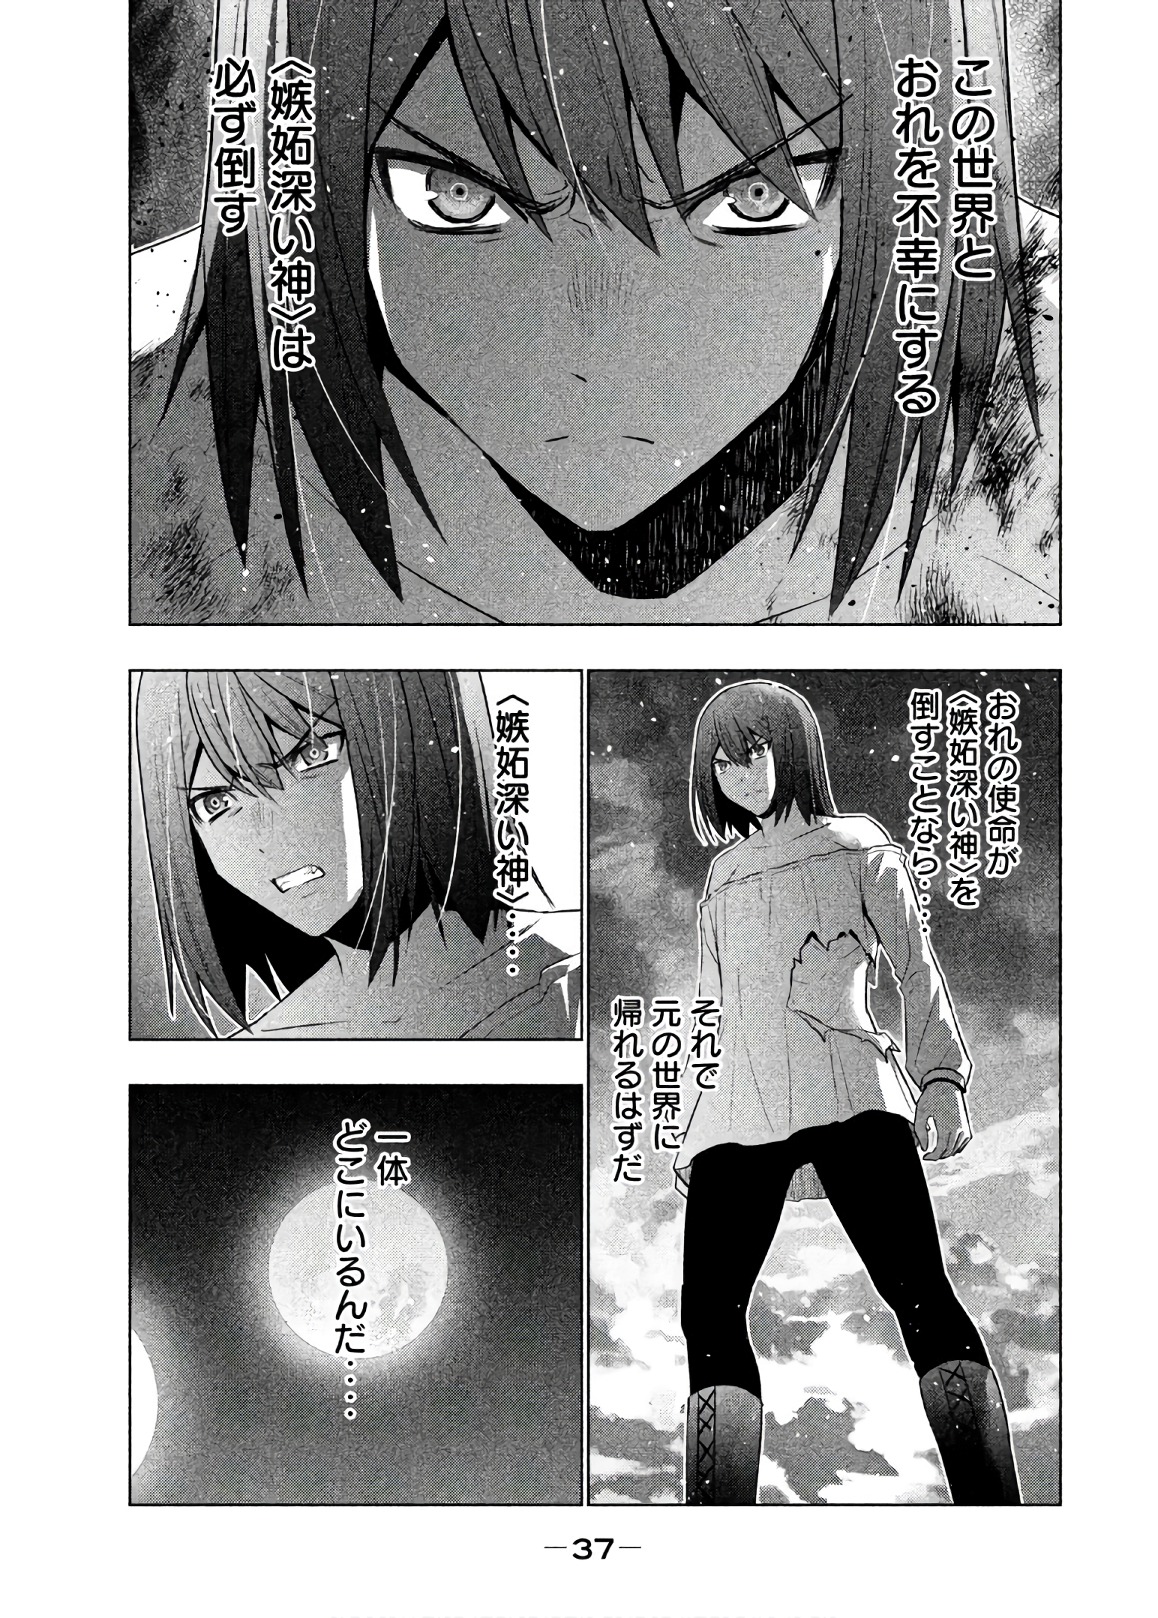 この世界と
おれを不幸にする
〈嫉妬深い神〉は
必ず倒す
おれの使命が
〈嫉妬深い神〉を
倒すことなら……
それで
元の世界に
帰れるはずだ
〈嫉妬深い神〉……
一体
どこにいるんだ……
―37―